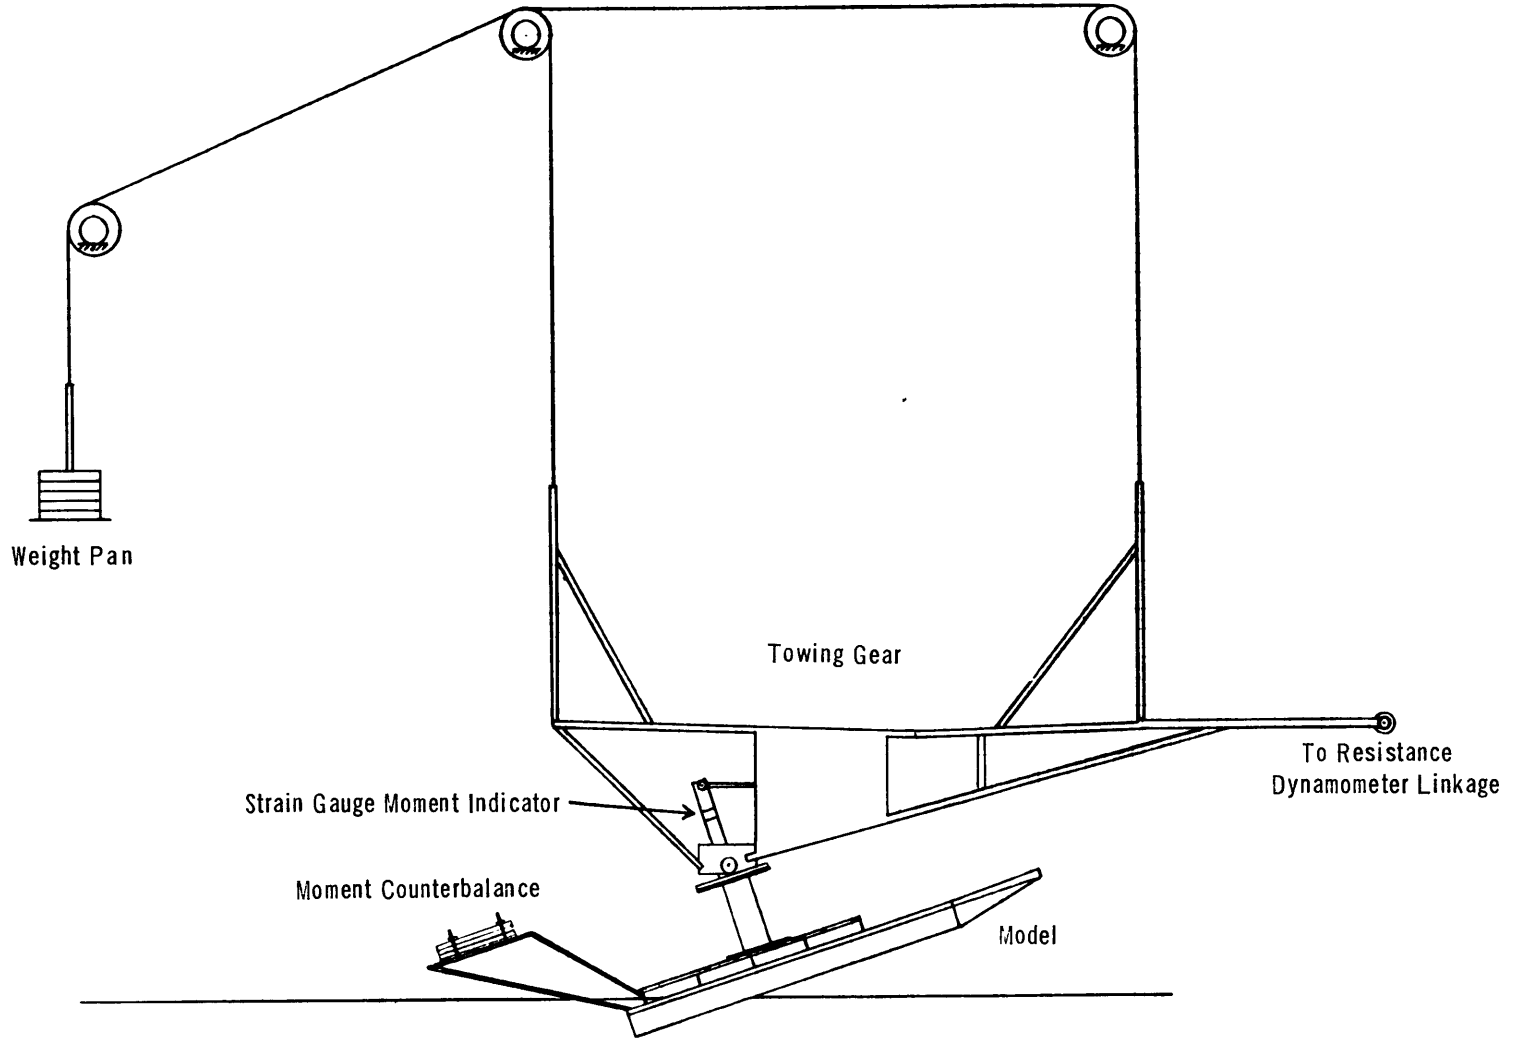 Weight Pan
Towing Gear
To Resistance
Dynamometer Linkage
Strain Gauge Moment Indicator
Moment Counterbalance
Model